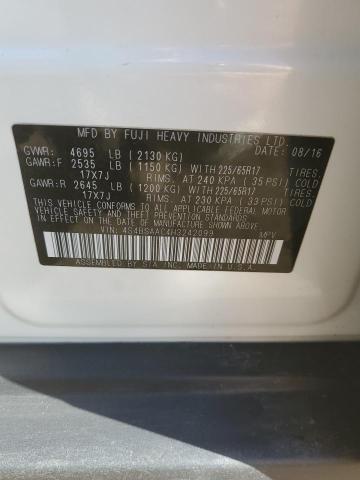 MFD. BY FUJI HEAVY INDUSTRIES LTD.
GVWR: 4695 LB (2130 KG) DATE: 08/16
GAWR:F 2535 LB (1150 KG) WITH 225/65R17 TIRES.
17X7J RIMS. AT 240 KPA (35 PSI) COLD
GAWR:R 2645 LB (1200 KG) WITH 225/65R17 TIRES.
17X7J RIMS. AT 230 KPA (33 PSI) COLD
THIS VEHICLE CONFORMS TO ALL APPLICABLE FEDERAL MOTOR
VEHICLE SAFETY AND THEFT PREVENTION STANDARDS
IN EFFECT ON THE DATE OF MANUFACTURE SHOWN ABOVE.
VIN: 4S4BSAAC4H3242099 MPV
ASSEMBLED BY SIA INC. MADE IN U.S.A.